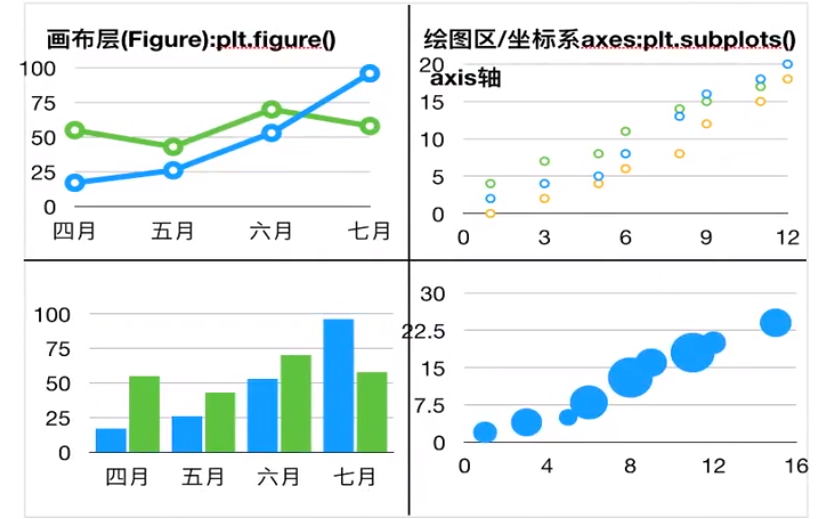 画布层(Figure):plt.figure()
100
75
50
25
0
四月 五月 六月 七月
绘图区/坐标系axes:plt.subplots()
20
axis轴
15
10
5
0
0 3 6 9 12
100
75
50
25
0
四月 五月 六月 七月
30
22.5
15
7.5
0
0 4 8 12 16